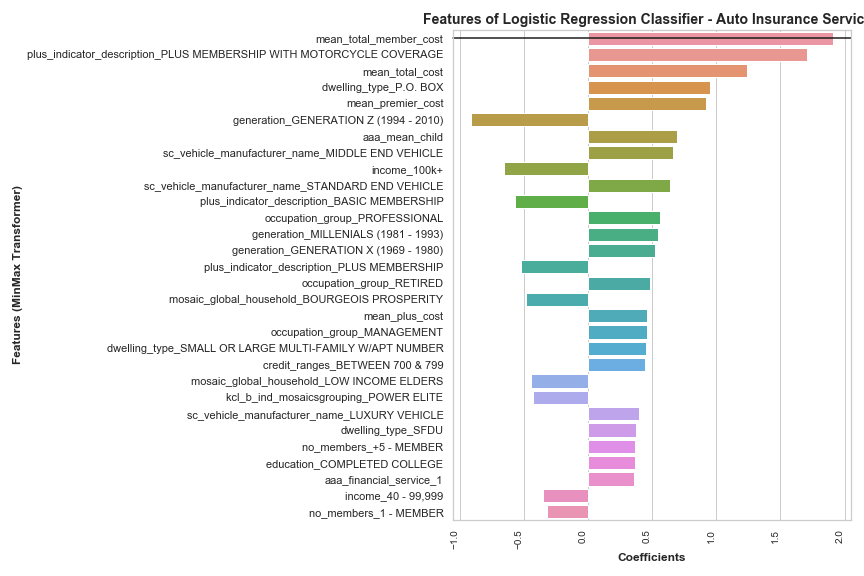 Features of Logistic Regression Classifier - Auto Insurance Servic
mean_total_member_cost
plus_indicator_description_PLUS MEMBERSHIP WITH MOTORCYCLE COVERAGE
mean_total_cost
dwelling_type_P.O. BOX
mean_premier_cost
generation_GENERATION Z (1994 - 2010)
aaa_mean_child
sc_vehicle_manufacturer_name_MIDDLE END VEHICLE
income_100k+
sc_vehicle_manufacturer_name_STANDARD END VEHICLE
plus_indicator_description_BASIC MEMBERSHIP
occupation_group_PROFESSIONAL
generation_MILLENIALS (1981 - 1993)
generation_GENERATION X (1969 - 1980)
plus_indicator_description_PLUS MEMBERSHIP
occupation_group_RETIRED
mosaic_global_household_BOURGEOIS PROSPERITY
mean_plus_cost
occupation_group_MANAGEMENT
dwelling_type_SMALL OR LARGE MULTI-FAMILY W/APT NUMBER
credit_ranges_BETWEEN 700 & 799
mosaic_global_household_LOW INCOME ELDERS
kcl_b_ind_mosaicsgrouping_POWER ELITE
sc_vehicle_manufacturer_name_LUXURY VEHICLE
dwelling_type_SFDU
no_members_+5 - MEMBER
education_COMPLETED COLLEGE
aaa_financial_service_1
income_40 - 99,999
no_members_1 - MEMBER
Features (MinMax Transformer)
−1.0
−0.5
0.0
0.5
1.0
1.5
2.0
Coefficients